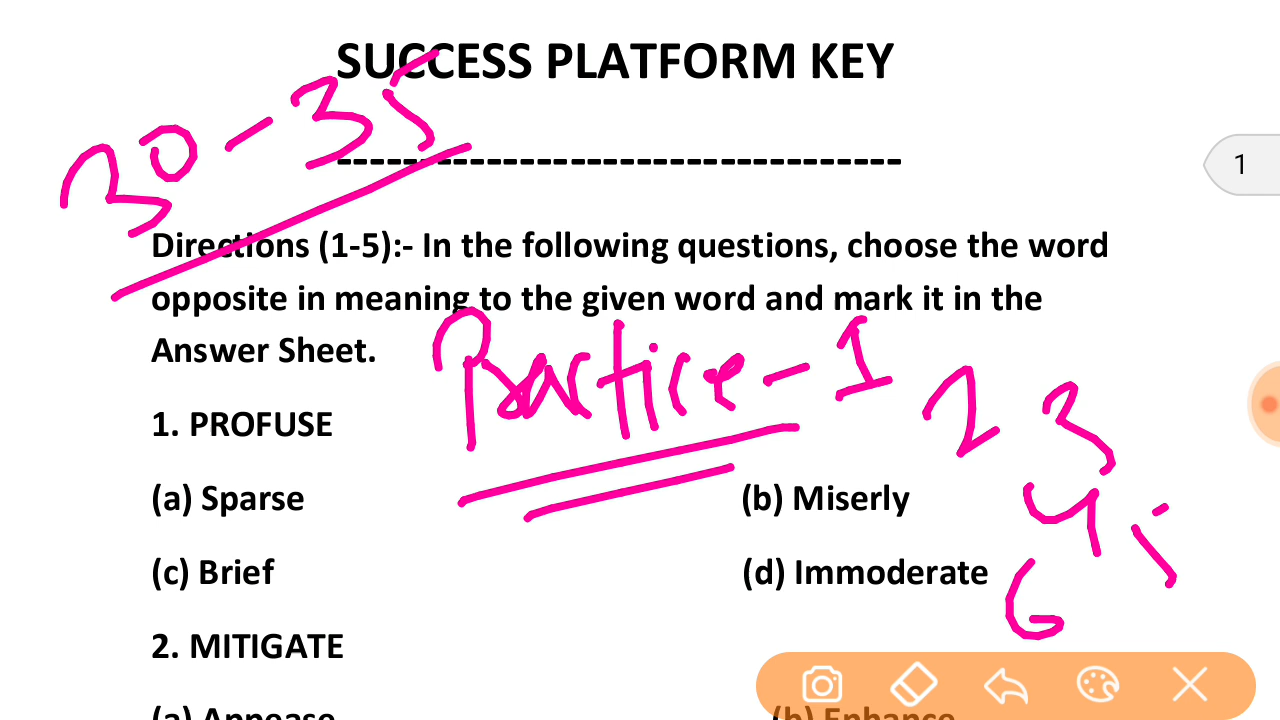 SUCCESS PLATFORM KEY
30-35
----------------------------------
1
Directions (1-5):- In the following questions, choose the word
opposite in meaning to the given word and mark it in the
Answer Sheet.
Practice-1
2 3
1. PROFUSE
(a) Sparse (b) Miserly
4 5
(c) Brief (d) Immoderate
6
2. MITIGATE
(a) Appease (b) Enhance